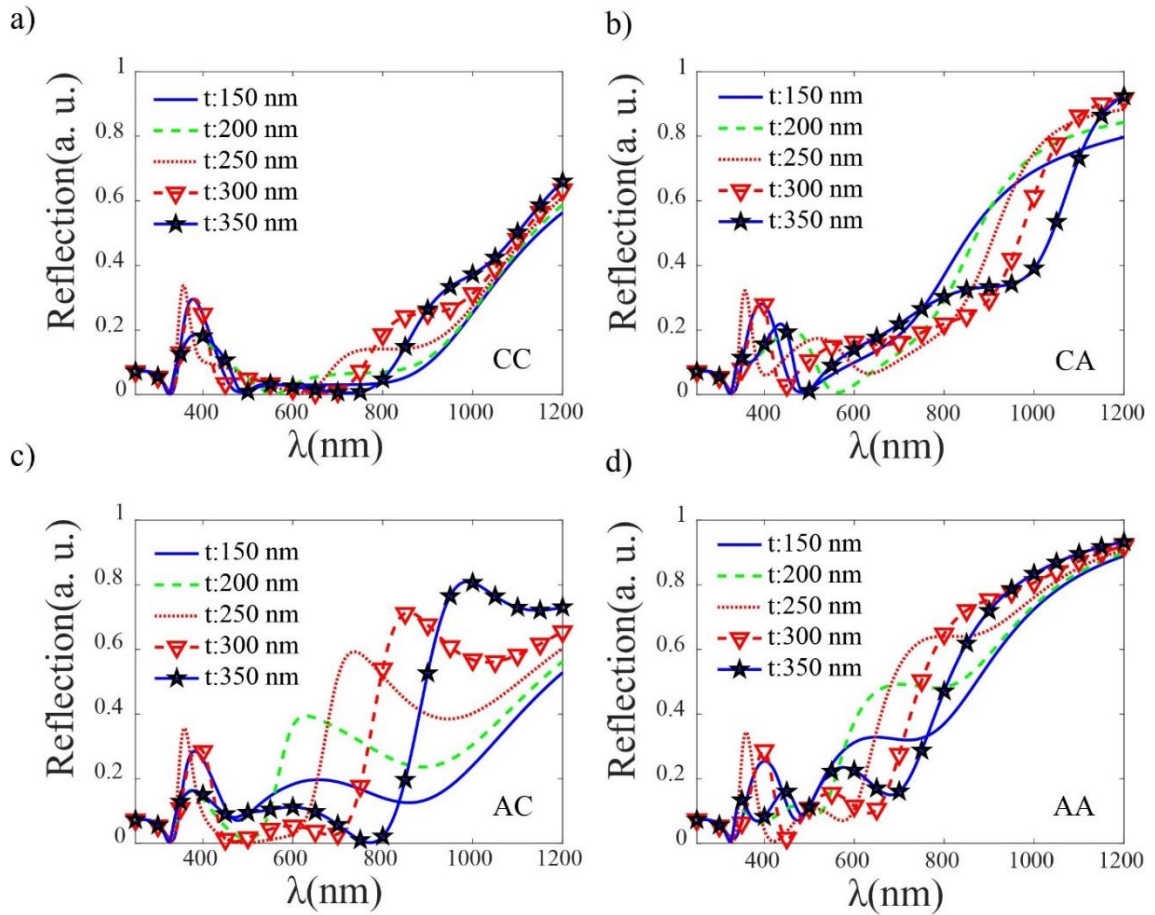 a)
Reflection(a. u.)
1
0.8
0.6
0.4
0.2
0
t:150 nm
t:200 nm
t:250 nm
t:300 nm
t:350 nm
CC
400 600 800 1000 1200
λ(nm)
b)
Reflection(a. u.)
1
0.8
0.6
0.4
0.2
0
t:150 nm
t:200 nm
t:250 nm
t:300 nm
t:350 nm
CA
400 600 800 1000 1200
λ(nm)
c)
Reflection(a. u.)
1
0.8
0.6
0.4
0.2
0
t:150 nm
t:200 nm
t:250 nm
t:300 nm
t:350 nm
AC
400 600 800 1000 1200
λ(nm)
d)
Reflection(a. u.)
1
0.8
0.6
0.4
0.2
0
t:150 nm
t:200 nm
t:250 nm
t:300 nm
t:350 nm
AA
400 600 800 1000 1200
λ(nm)